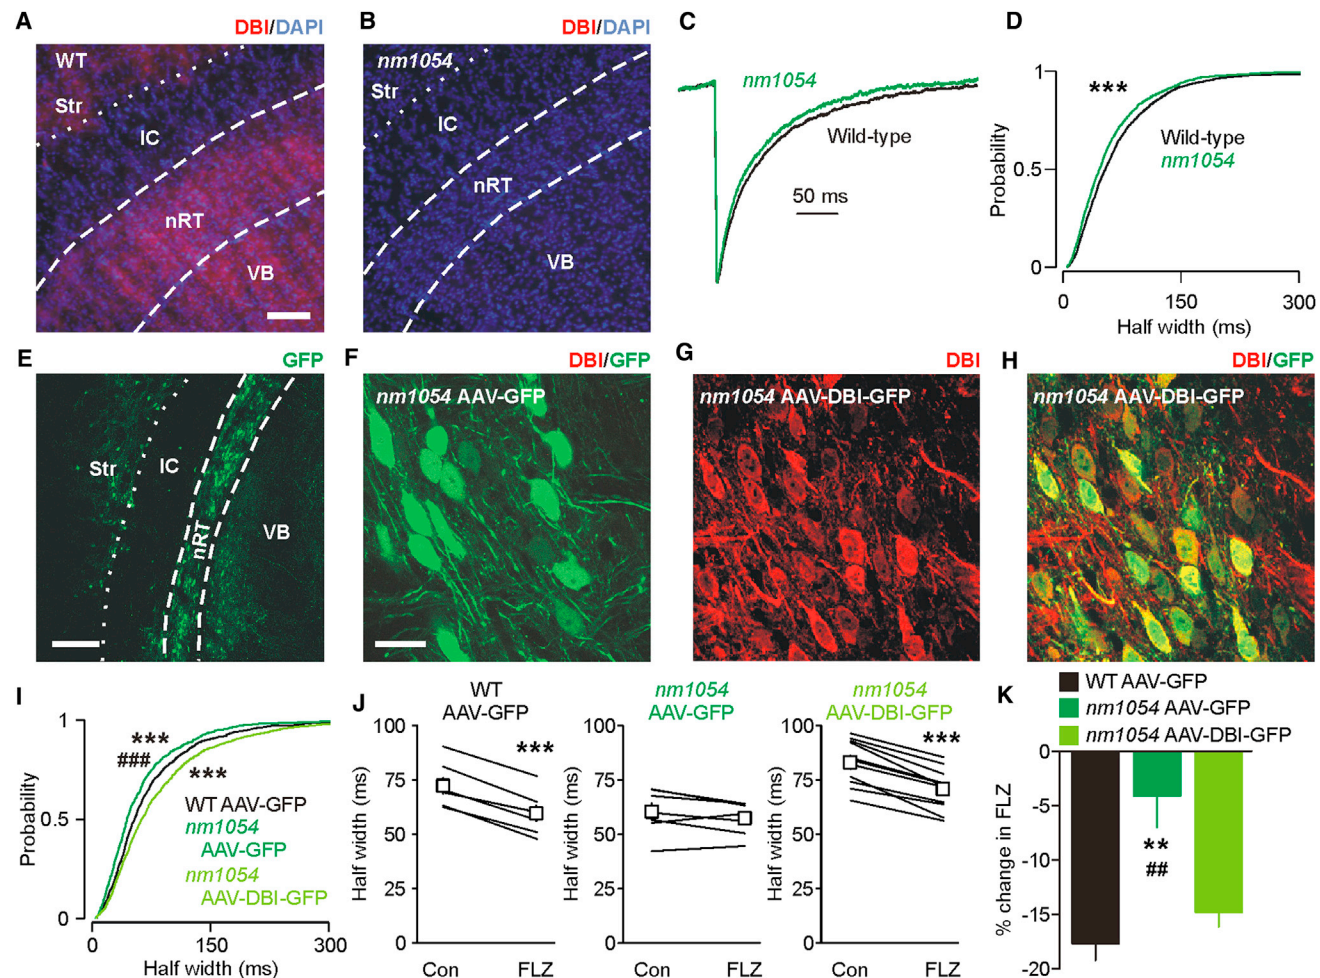 A
DBI/DAPI
WT
Str
IC
nRT
VB
B
DBI/DAPI
nm1054
Str
IC
nRT
VB
C
nm1054
Wild-type
50 ms
D
1
***
Probability
Wild-type
nm1054
0.5
0
0
150
300
Half width (ms)
E
GFP
Str
IC
nRT
VB
F
DBI/GFP
nm1054 AAV-GFP
G
DBI
nm1054 AAV-DBI-GFP
H
DBI/GFP
nm1054 AAV-DBI-GFP
I
1
***
###
***
Probability
WT AAV-GFP
0.5
nm1054
AAV-GFP
nm1054
AAV-DBI-GFP
0
0
150
300
Half width (ms)
J
WT
AAV-GFP
100
***
75
Half width (ms)
50
25
0
Con
FLZ
nm1054
AAV-GFP
100
75
Half width (ms)
50
25
0
Con
FLZ
nm1054
AAV-DBI-GFP
100
***
75
Half width (ms)
50
25
0
Con
FLZ
K
WT AAV-GFP
nm1054 AAV-GFP
nm1054 AAV-DBI-GFP
0
-5
% change in FLZ
**
##
-10
-15
-20